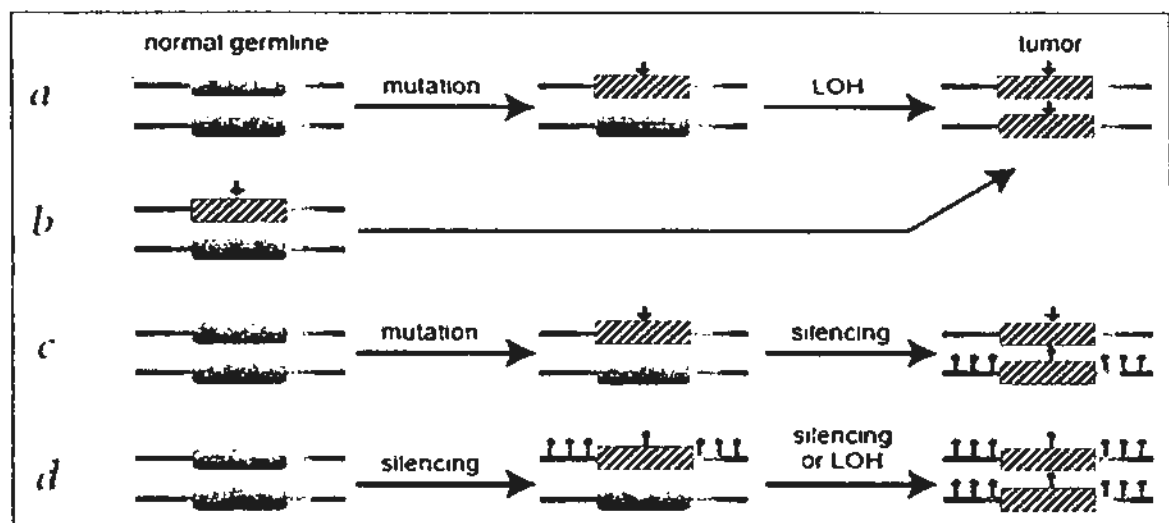 normal germline tumor
a mutation LOH
b
c mutation silencing
d silencing silencing
or LOH